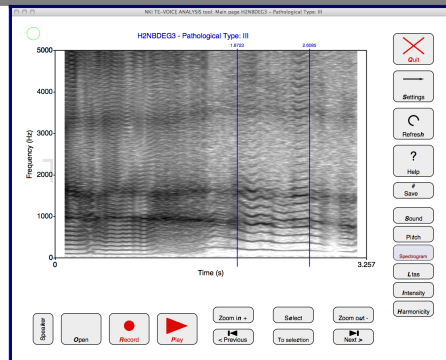 NKI TE-VOICE ANALYSIS tool: Main page H2NBDEG3 - Pathological Type: III
H2NBDEG3 - Pathological Type: III
1.8723
2.6685
5000
4000
3000
2000
1000
0
Frequency (Hz)
0
3.257
Time (s)
Quit
Settings
Refresh
?
Help
#
Save
Sound
Pitch
Spectrogram
Ltas
Intensity
Harmonicity
Speaker
Open
Record
Play
Zoom in +
< Previous
Select
To selection
Zoom out -
Next >